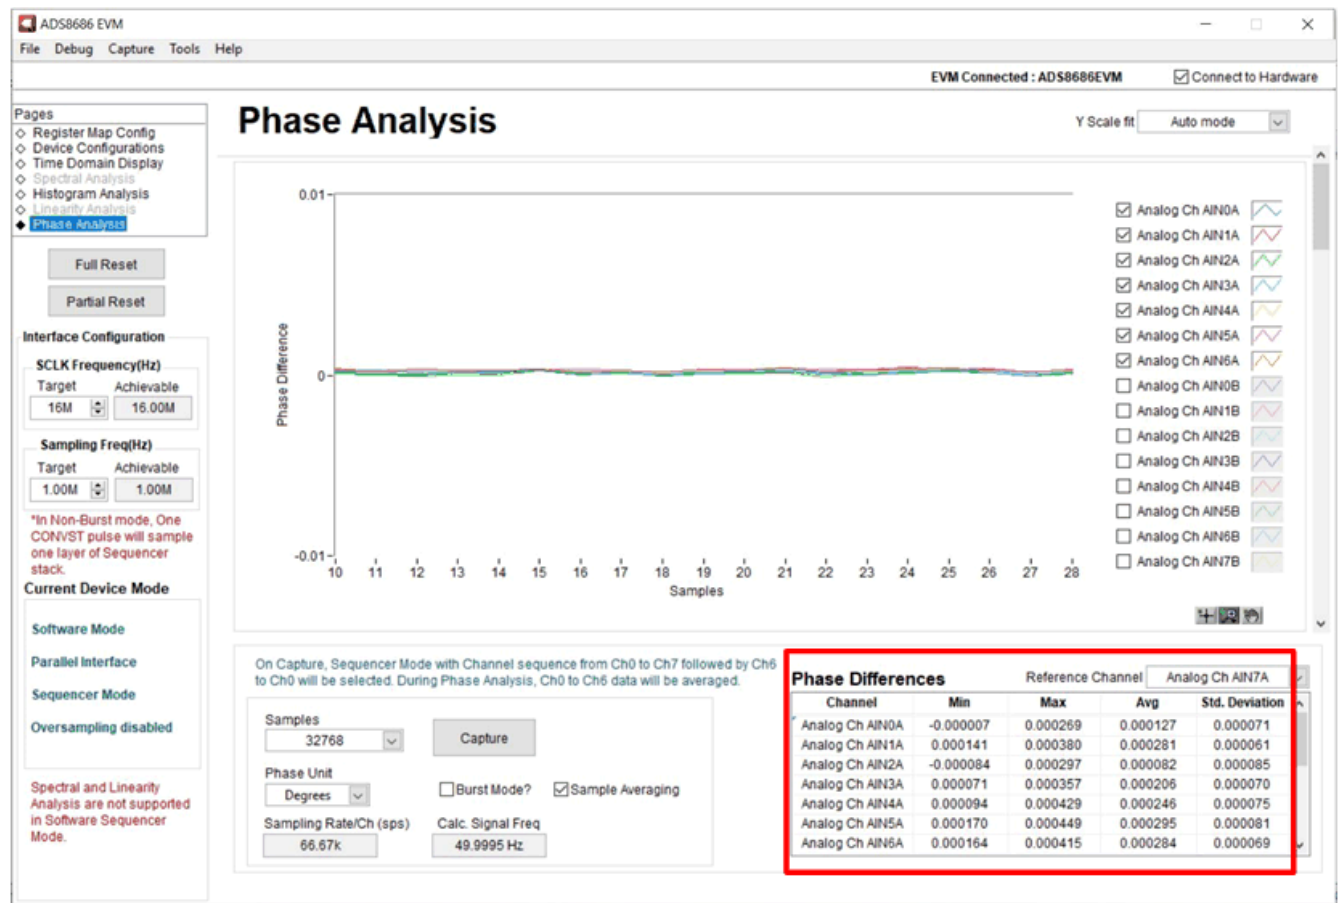 ADS8686 EVM
File Debug Capture Tools Help
EVM Connected : ADS8686EVM Connect to Hardware
Pages
Register Map Config
Device Configurations
Time Domain Display
Spectral Analysis
Histogram Analysis
Linearity Analysis
Phase Analysis
Full Reset
Partial Reset
Interface Configuration
SCLK Frequency(Hz)
Target Achievable
16M 16.00M
Sampling Freq(Hz)
Target Achievable
1.00M 1.00M
*In Non-Burst mode, One
CONVST pulse will sample
one layer of Sequencer
stack.
Current Device Mode
Software Mode
Parallel Interface
Sequencer Mode
Oversampling disabled
Spectral and Linearity
Analysis are not supported
in Software Sequencer
Mode.
Phase Analysis
Y Scale fit Auto mode
0.01
0
-0.01
Phase Difference
10 11 12 13 14 15 16 17 18 19 20 21 22 23 24 25 26 27 28
Samples
Analog Ch AIN0A
Analog Ch AIN1A
Analog Ch AIN2A
Analog Ch AIN3A
Analog Ch AIN4A
Analog Ch AIN5A
Analog Ch AIN6A
Analog Ch AIN0B
Analog Ch AIN1B
Analog Ch AIN2B
Analog Ch AIN3B
Analog Ch AIN4B
Analog Ch AIN5B
Analog Ch AIN6B
Analog Ch AIN7B
On Capture, Sequencer Mode with Channel sequence from Ch0 to Ch7 followed by Ch6
to Ch0 will be selected. During Phase Analysis, Ch0 to Ch6 data will be averaged.
Samples
32768
Capture
Phase Unit
Degrees
Burst Mode? Sample Averaging
Sampling Rate/Ch (sps) Calc. Signal Freq
66.67k 49.9995 Hz
Phase Differences Reference Channel Analog Ch AIN7A
Channel Min Max Avg Std. Deviation
Analog Ch AIN0A -0.000007 0.000269 0.000127 0.000071
Analog Ch AIN1A 0.000141 0.000380 0.000281 0.000061
Analog Ch AIN2A -0.000084 0.000297 0.000082 0.000085
Analog Ch AIN3A 0.000071 0.000357 0.000206 0.000070
Analog Ch AIN4A 0.000094 0.000429 0.000246 0.000075
Analog Ch AIN5A 0.000170 0.000449 0.000295 0.000081
Analog Ch AIN6A 0.000164 0.000415 0.000284 0.000069